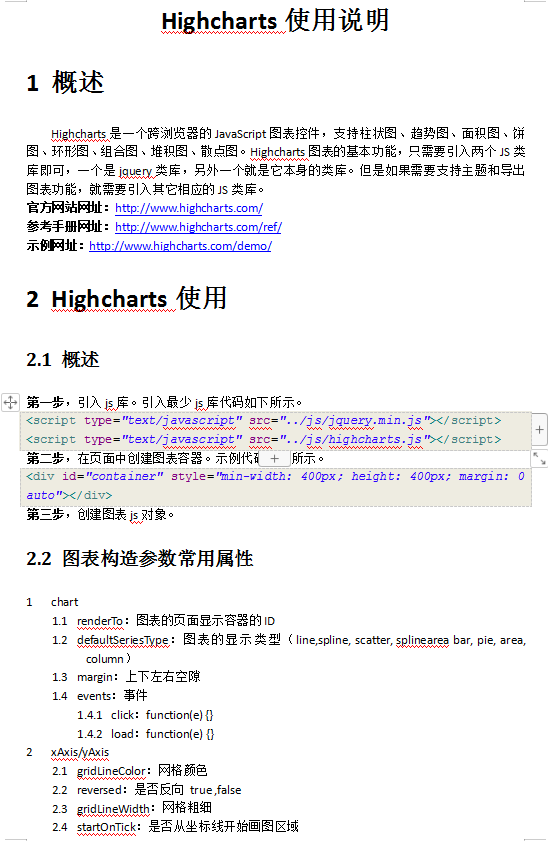 Highcharts 使用说明
1 概述
Highcharts 是一个跨浏览器的 JavaScript 图表控件，支持柱状图、趋势图、面积图、饼
图、环形图、组合图、堆积图、散点图。Highcharts 图表的基本功能，只需要引入两个 JS 类
库即可，一个是 jquery 类库，另外一个就是它本身的类库。但是如果需要支持主题和导出
图表功能，就需要引入其它相应的 JS 类库。
官方网站网址：http://www.highcharts.com/
参考手册网址：http://www.highcharts.com/ref/
示例网址：http://www.highcharts.com/demo/
2 Highcharts 使用
2.1 概述
第一步，引入 js 库。引入最少 js 库代码如下所示。
<script type="text/javascript" src="../js/jquery.min.js"></script>
<script type="text/javascript" src="../js/highcharts.js"></script>
第二步，在页面中创建图表容器。示例代 所示。
<div id="container" style="min-width: 400px; height: 400px; margin: 0
auto"></div>
第三步，创建图表 js 对象。
2.2 图表构造参数常用属性
1 chart
1.1 renderTo：图表的页面显示容器的 ID
1.2 defaultSeriesType：图表的显示类型（line,spline, scatter, splinearea bar, pie, area,
column）
1.3 margin：上下左右空隙
1.4 events：事件
1.4.1 click：function(e) {}
1.4.2 load：function(e) {}
2 xAxis/yAxis
2.1 gridLineColor：网格颜色
2.2 reversed：是否反向 true ,false
2.3 gridLineWidth：网格粗细
2.4 startOnTick：是否从坐标线开始画图区域